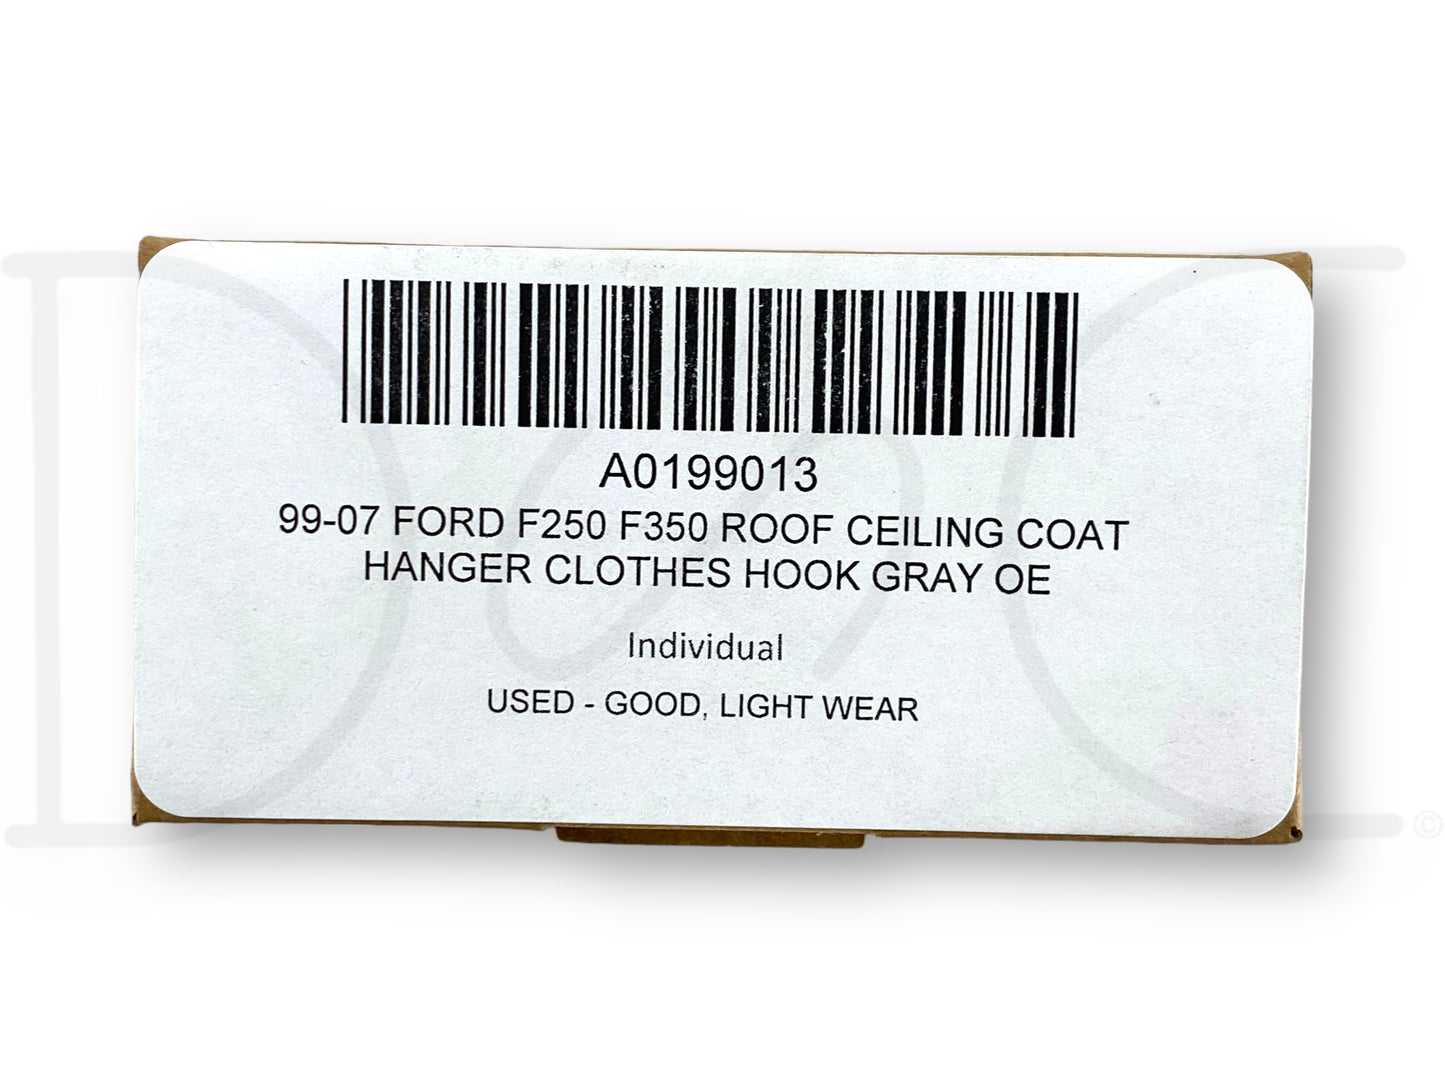 A0199013
99-07 FORD F250 F350 ROOF CEILING COAT
HANGER CLOTHES HOOK GRAY OE
Individual
USED - GOOD, LIGHT WEAR
©